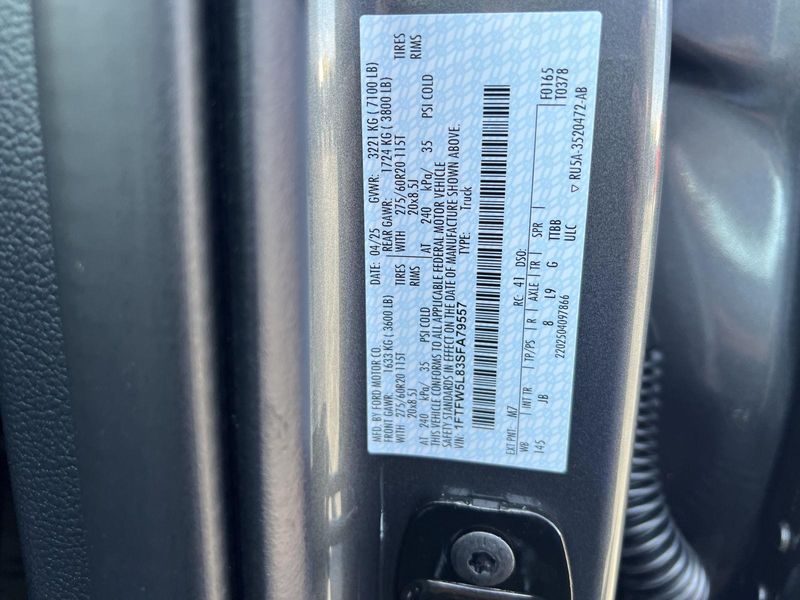 MFD. BY FORD MOTOR CO. DATE: 04/25 GVWR: 3221 KG ( 7100 LB)
FRONT GAWR: 1633 KG ( 3600 LB) REAR GAWR: 1724 KG ( 3800 LB)
WITH 275/60R20 115T TIRES WITH 275/60R20 115T TIRES
20x8.5J RIMS 20x8.5J RIMS
AT 240 kPa/ 35 PSI COLD AT 240 kPa/ 35 PSI COLD
THIS VEHICLE CONFORMS TO ALL APPLICABLE FEDERAL MOTOR VEHICLE
SAFETY STANDARDS IN EFFECT ON THE DATE OF MANUFACTURE SHOWN ABOVE.
VIN: 1FTFW5L83SFA79557 TYPE: Truck
EXT PNT: M7 RC: 41 DSO: F0165
WB INT TR TP/PS R AXLE TR SPR T0378
145 JB 8 L9 G TTBB
2202504097866 ULC ▽ RU5A-3520472-AB